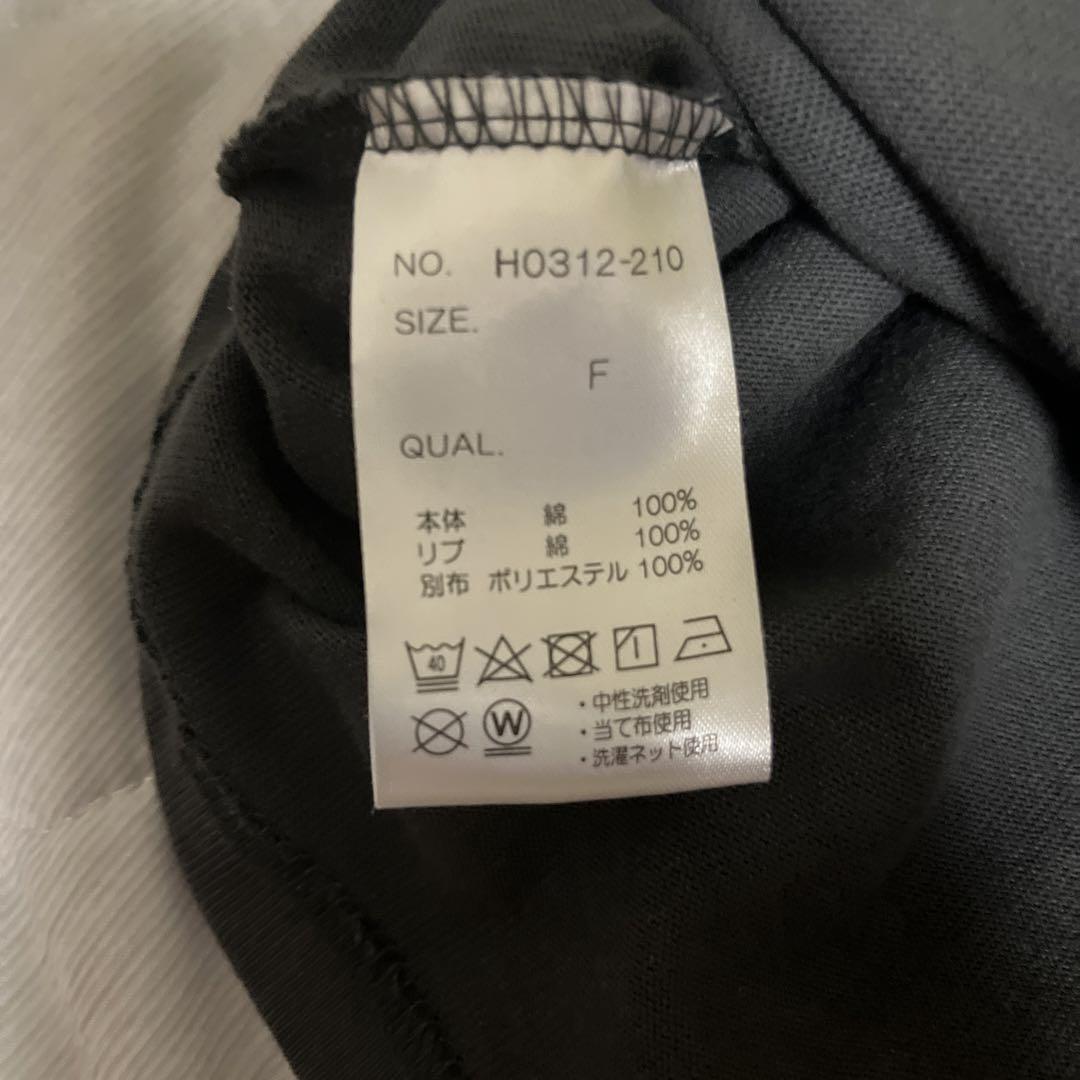 NO. H0312-210
SIZE.
F
QUAL.
本体 綿 100%
リブ 綿 100%
別布 ポリエステル 100%
40
W
・中性洗剤使用
・当て布使用
・洗濯ネット使用